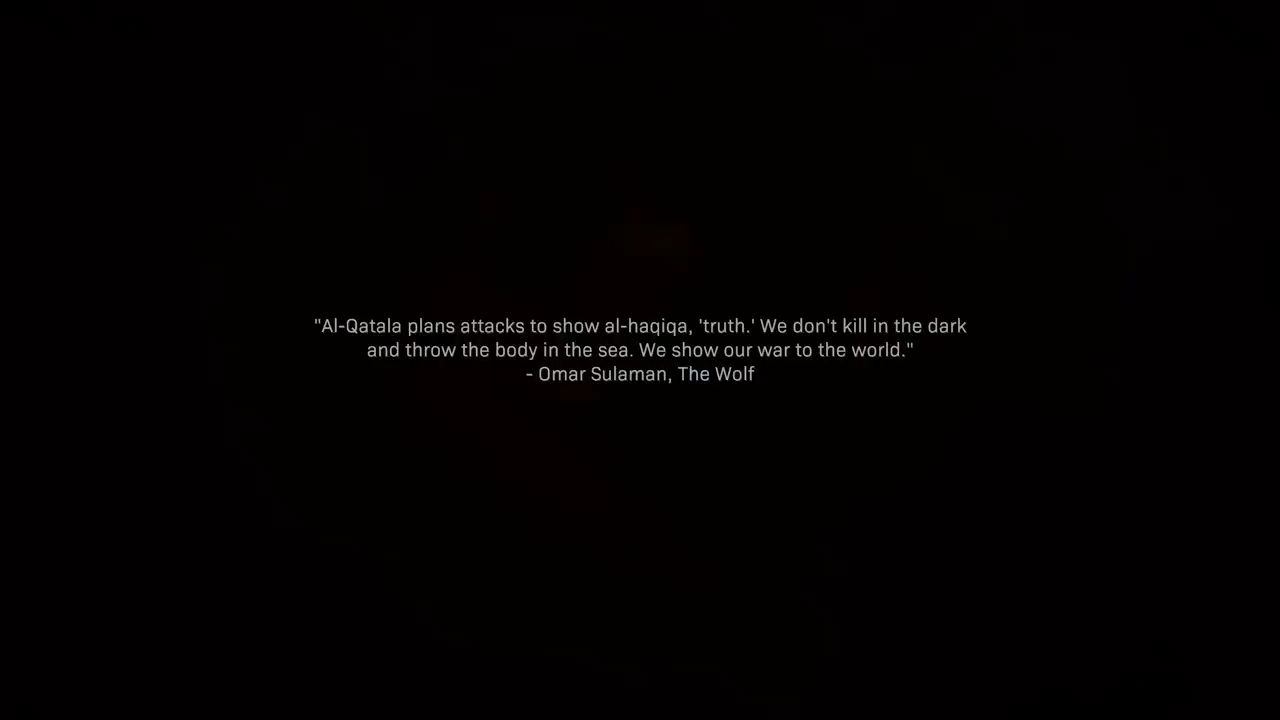 "Al-Qatala plans attacks to show al-haqiqa, 'truth.' We don't kill in the dark
and throw the body in the sea. We show our war to the world."
- Omar Sulaman, The Wolf